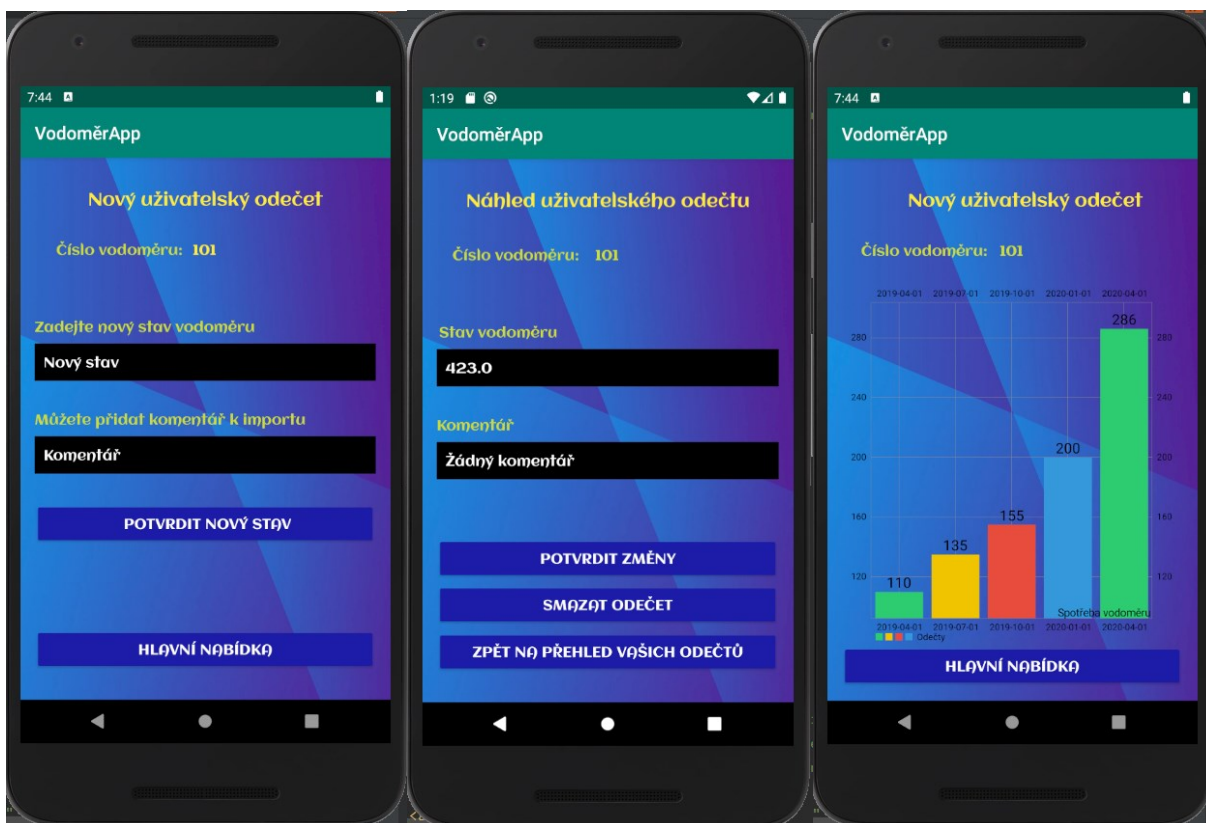 7:44
VodoměrApp
Nový uživatelský odečet
Číslo vodoměru: 101
Zadejte nový stav vodoměru
Nový stav
Můžete přidat komentář k importu
Komentář
POTVRDIT NOVÝ STAV
HLAVNÍ NABÍDKA
1:19
VodoměrApp
Náhled uživatelského odečtu
Číslo vodoměru: 101
Stav vodoměru
423.0
Komentář
Žádný komentář
POTVRDIT ZMĚNY
SMAZAT ODEČET
ZPĚT NA PŘEHLED VAŠICH ODEČTŮ
7:44
VodoměrApp
Nový uživatelský odečet
Číslo vodoměru: 101
2019-04-01 2019-07-01 2019-10-01 2020-01-01 2020-04-01
286
280 280
240 240
200
200 200
160 160
155
135
120 120
110
Spotřeba vodoměru
2019-04-01 2019-07-01 2019-10-01 2020-01-01 2020-04-01
Odečty
HLAVNÍ NABÍDKA